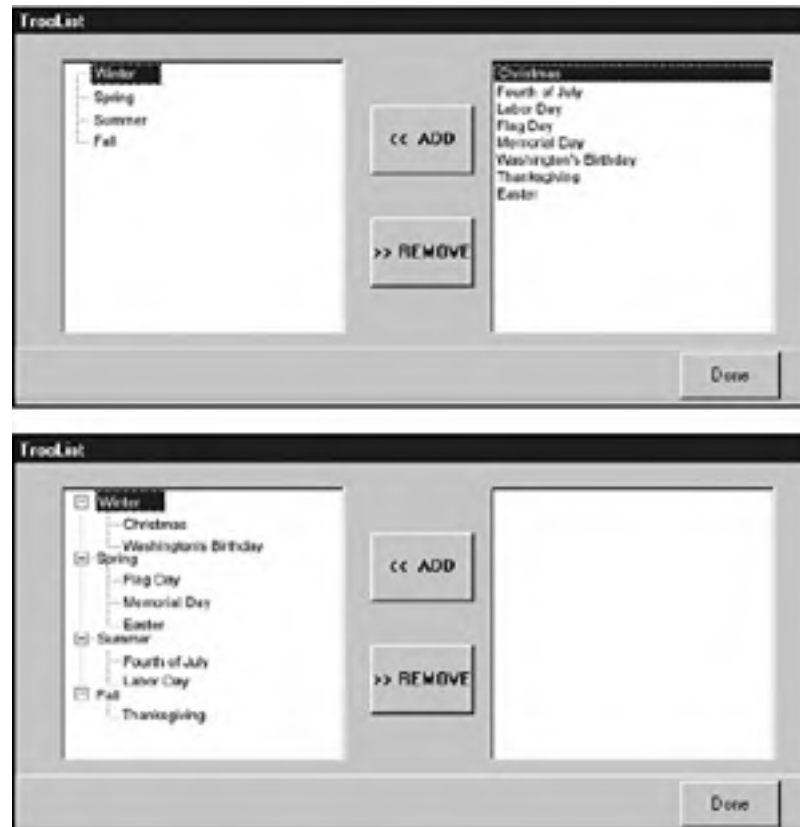 TreeList
Winter
Spring
Summer
Fall
<< ADD
>> REMOVE
Christmas
Fourth of July
Labor Day
Flag Day
Memorial Day
Washington's Birthday
Thanksgiving
Easter
Done
TreeList
Winter
Christmas
Washington's Birthday
Spring
Flag Day
Memorial Day
Easter
Summer
Fourth of July
Labor Day
Fall
Thanksgiving
<< ADD
>> REMOVE
Done